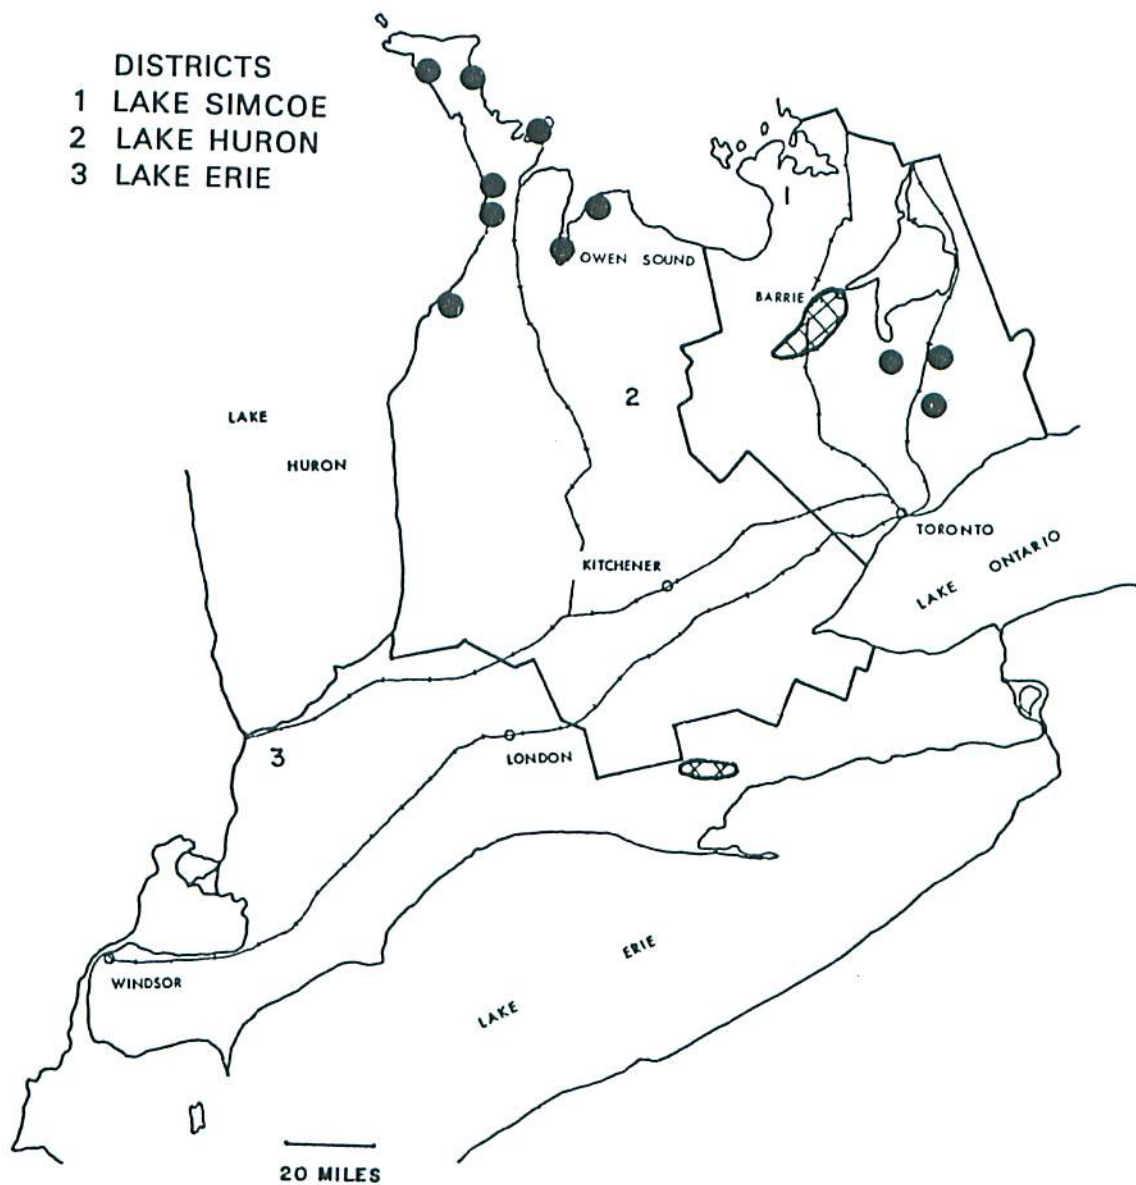 DISTRICTS
1 LAKE SIMCOE
2 LAKE HURON
3 LAKE ERIE
1
OWEN SOUND
BARRIE
2
LAKE
HURON
TORONTO
KITCHENER
LAKE ONTARIO
3
LONDON
ERIE
WINDSOR
LAKE
20 MILES